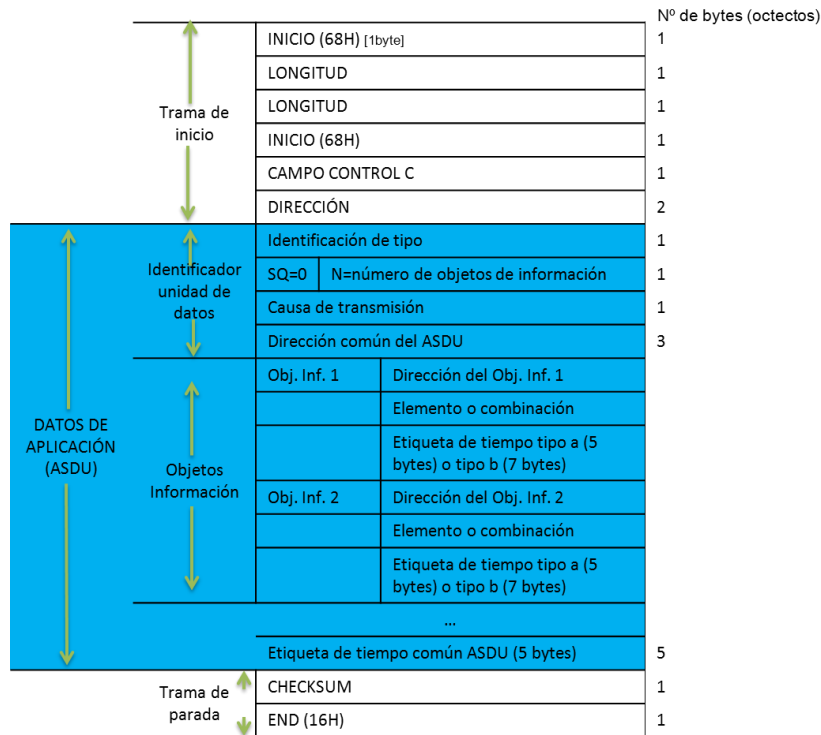 Nº de bytes (octectos)
INICIO (68H) [1byte] 1
LONGITUD 1
Trama de inicio
LONGITUD 1
INICIO (68H) 1
CAMPO CONTROL C 1
DIRECCIÓN 2
Identificador unidad de datos
Identificación de tipo 1
SQ=0 N=número de objetos de información 1
Causa de transmisión 1
Dirección común del ASDU 3
DATOS DE APLICACIÓN (ASDU)
Objetos Información
Obj. Inf. 1 Dirección del Obj. Inf. 1
Elemento o combinación
Etiqueta de tiempo tipo a (5
bytes) o tipo b (7 bytes)
Obj. Inf. 2 Dirección del Obj. Inf. 2
Elemento o combinación
Etiqueta de tiempo tipo a (5
bytes) o tipo b (7 bytes)
...
Etiqueta de tiempo común ASDU (5 bytes) 5
Trama de parada
CHECKSUM 1
END (16H) 1